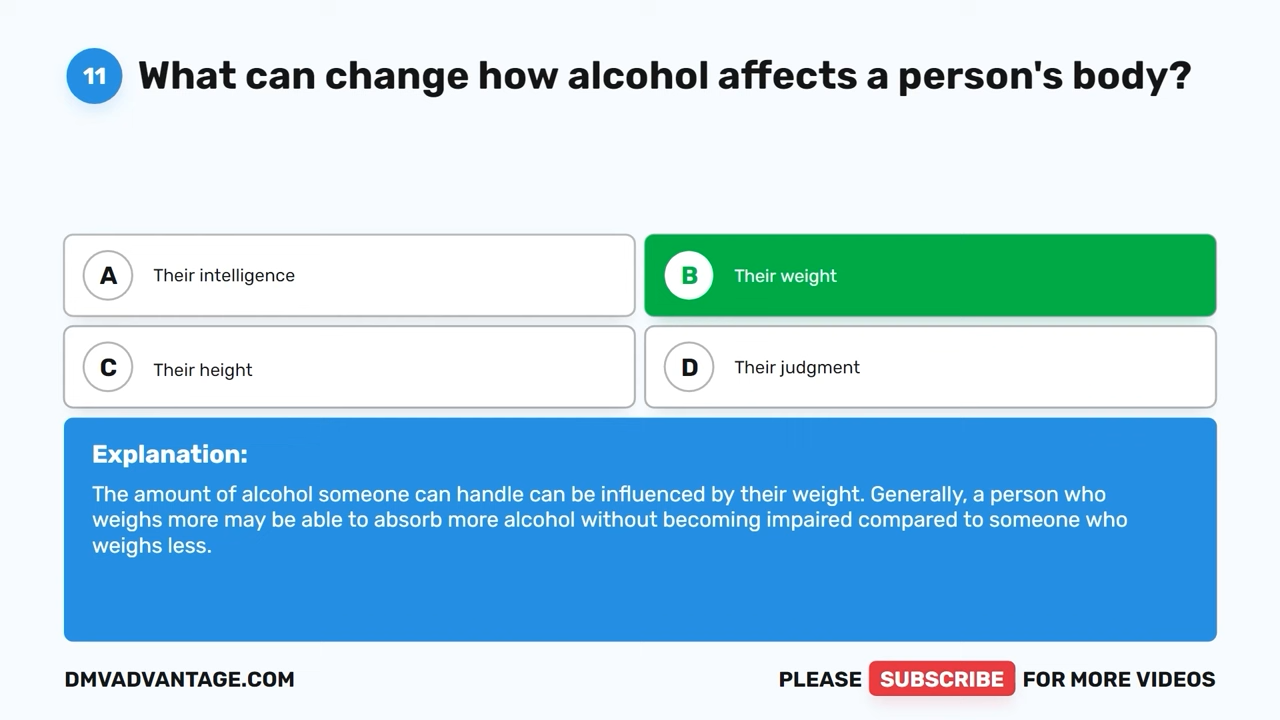 11 What can change how alcohol affects a person's body?
A Their intelligence
B Their weight
C Their height
D Their judgment
Explanation:
The amount of alcohol someone can handle can be influenced by their weight. Generally, a person who
weighs more may be able to absorb more alcohol without becoming impaired compared to someone who
weighs less.
DMVADVANTAGE.COM
PLEASE SUBSCRIBE FOR MORE VIDEOS